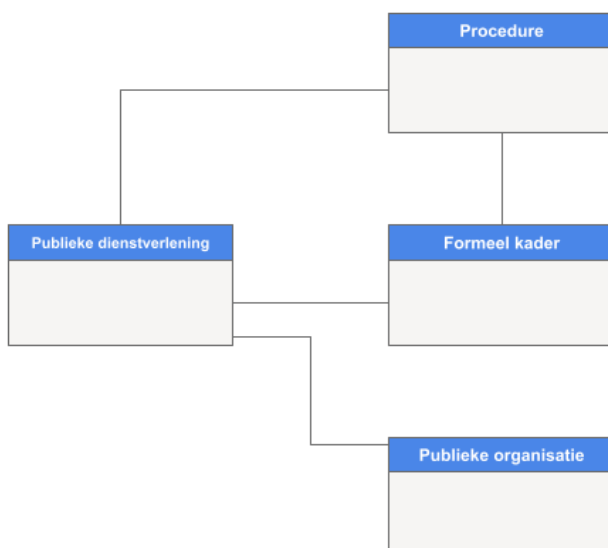 Procedure
Publieke dienstverlening
Formeel kader
Publieke organisatie